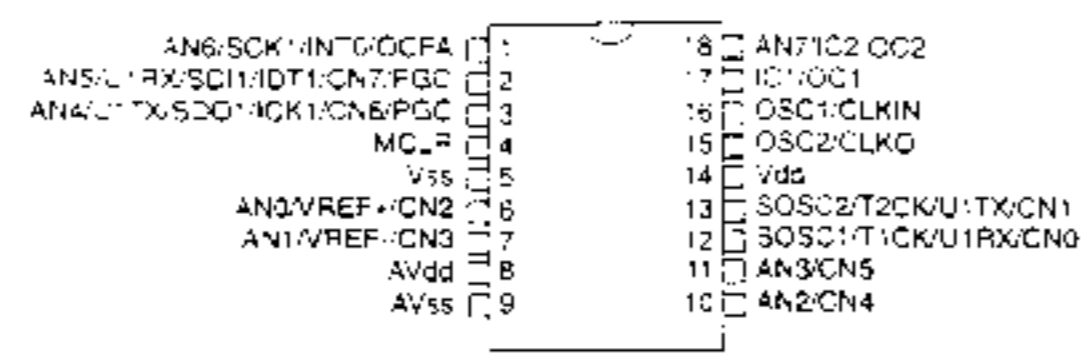 AN6/SCK1/INT0/OCFA 1 18 AN7/IC2/OC2
AN5/U1RX/SDI1/IDT1/CN7/PGC 2 17 IC1/OC1
AN4/U1TX/SDO1/ICK1/CN6/PGC 3 16 OSC1/CLKIN
MCLR 4 15 OSC2/CLKO
Vss 5 14 Vdd
AN0/VREF+/CN2 6 13 SOSC2/T2CK/U1TX/CN1
AN1/VREF-/CN3 7 12 SOSC1/T1CK/U1RX/CN0
AVdd 8 11 AN3/CN5
AVss 9 10 AN2/CN4